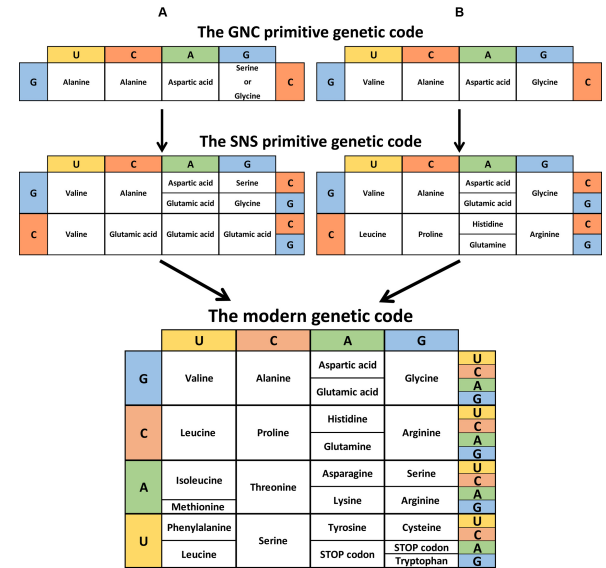 A B
The GNC primitive genetic code
U C A G U C A G
G Alanine Alanine Aspartic acid Serine or Glycine C G Valine Alanine Aspartic acid Glycine C
The SNS primitive genetic code
U C A G U C A G
G Valine Alanine Aspartic acid Serine C G Valine Alanine Aspartic acid Glycine C
Glutamic acid Glycine G Glutamic acid G
C Valine Glutamic acid Glutamic acid Glutamic acid C C Leucine Proline Histidine Arginine C
G Glutamine G
The modern genetic code
U C A G
G Valine Alanine Aspartic acid Glycine U
C
Glutamic acid A
G
C Leucine Proline Histidine Arginine U
C
Glutamine A
G
A Isoleucine Threonine Asparagine Serine U
C
Lysine Arginine A
Methionine G
U Phenylalanine Serine Tyrosine Cysteine U
C
Leucine STOP codon STOP codon A
Tryptophan G